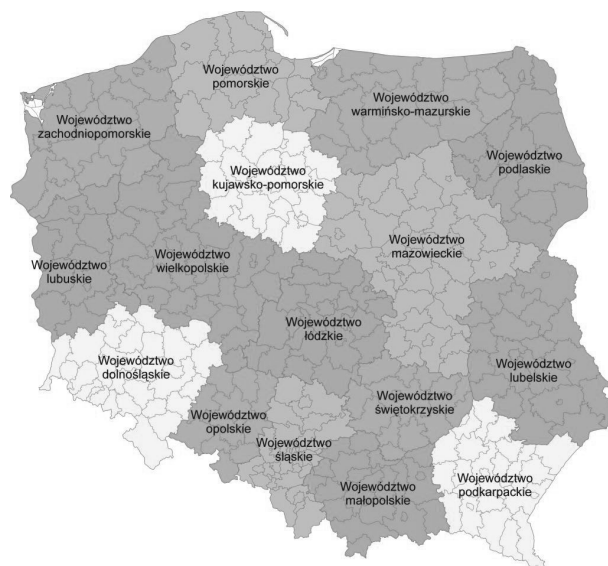 Województwo
pomorskie
Województwo
warmińsko-mazurskie
Województwo
zachodniopomorskie
Województwo
podlaskie
Województwo
kujawsko-pomorskie
Województwo
mazowieckie
Województwo
wielkopolskie
Województwo
lubuskie
Województwo
łódzkie
Województwo
dolnośląskie
Województwo
lubelskie
Województwo
świętokrzyskie
Województwo
opolskie
Województwo
śląskie
Województwo
małopolskie
Województwo
podkarpackie